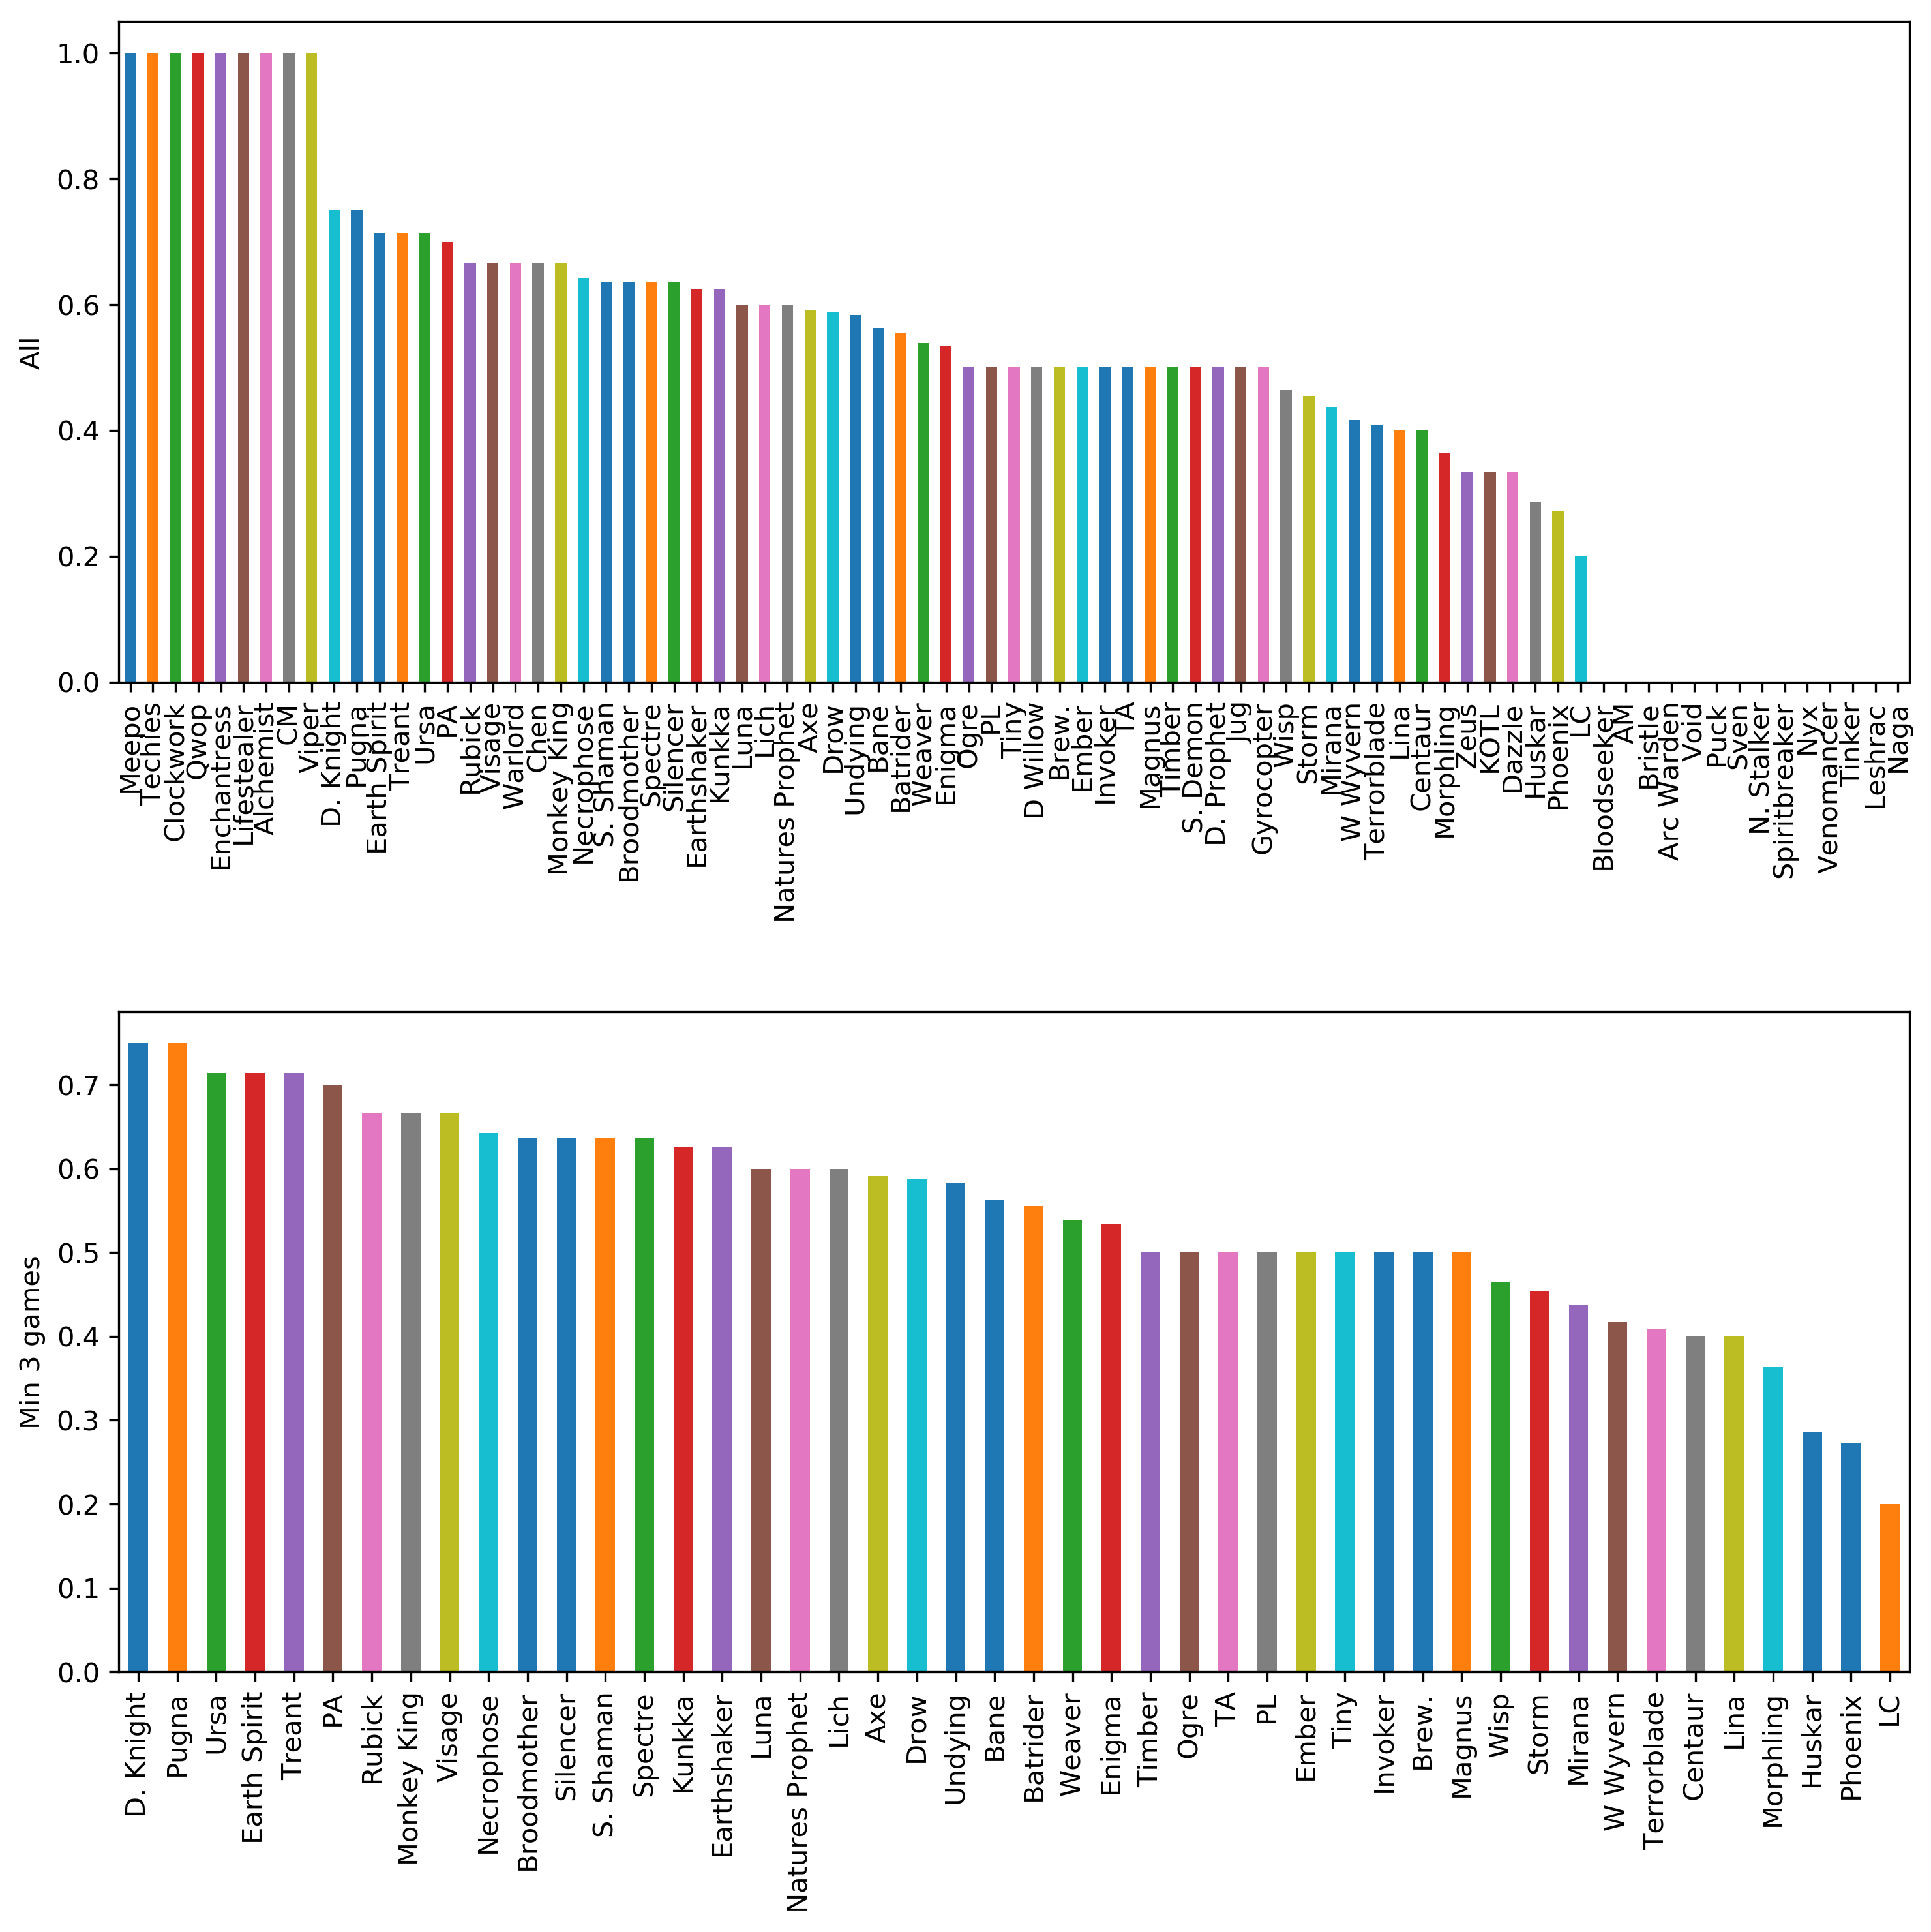 All
1.0
0.8
0.6
0.4
0.2
0.0
Meepo
Techies
Clockwork
Qwop
Enchantress
Lifestealer
Alchemist
CM
Viper
D. Knight
Pugna
Earth Spirit
Treant
Ursa
PA
Rubick
Visage
Warlord
Chen
Monkey King
Necrophose
S. Shaman
Broodmother
Spectre
Silencer
Earthshaker
Kunkka
Luna
Lich
Natures Prophet
Axe
Drow
Undying
Bane
Batrider
Weaver
Enigma
Ogre
PL
Tiny
D Willow
Brew.
Ember
Invoker
TA
Magnus
Timber
S. Demon
D. Prophet
Jug
Gyrocopter
Wisp
Storm
Mirana
W Wyvern
Terrorblade
Lina
Centaur
Morphling
Zeus
KOTL
Dazzle
Huskar
Phoenix
LC
Bloodseeker
AM
Bristle
Arc Warden
Void
Puck
Sven
N. Stalker
Spiritbreaker
Nyx
Venomancer
Tinker
Leshrac
Naga
Min 3 games
0.7
0.6
0.5
0.4
0.3
0.2
0.1
0.0
D. Knight
Pugna
Ursa
Earth Spirit
Treant
PA
Rubick
Monkey King
Visage
Necrophose
Broodmother
Silencer
S. Shaman
Spectre
Kunkka
Earthshaker
Luna
Natures Prophet
Lich
Axe
Drow
Undying
Bane
Batrider
Weaver
Enigma
Timber
Ogre
TA
PL
Ember
Tiny
Invoker
Brew.
Magnus
Wisp
Storm
Mirana
W Wyvern
Terrorblade
Centaur
Lina
Morphling
Huskar
Phoenix
LC